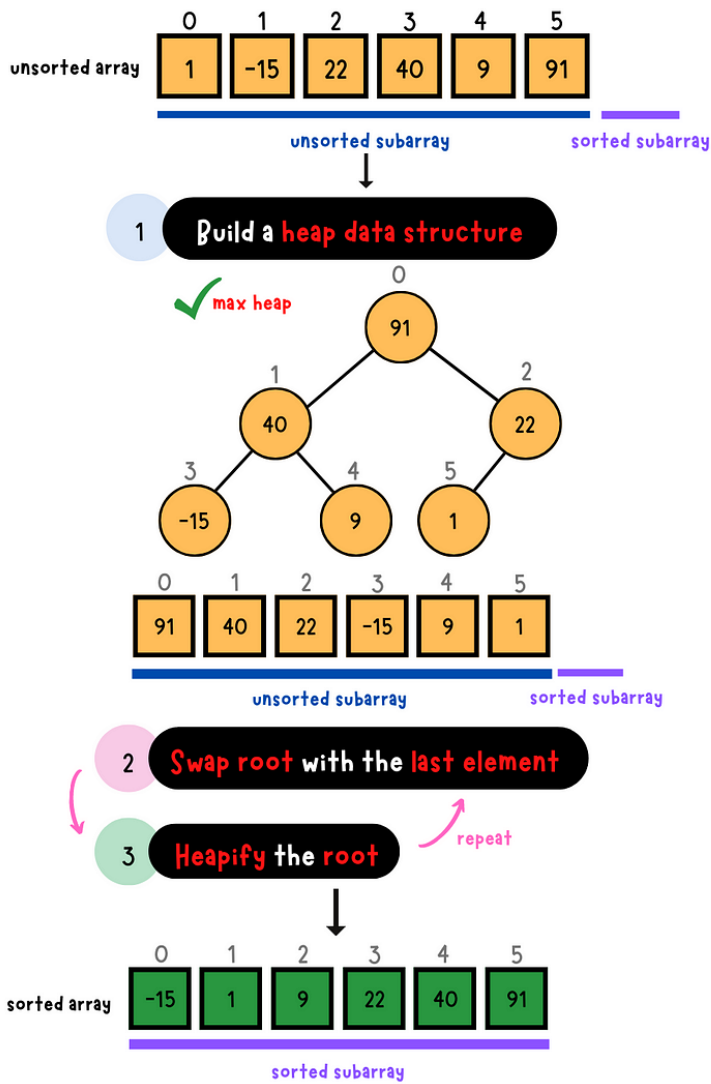 0 1 2 3 4 5
unsorted array 1 -15 22 40 9 91
unsorted subarray sorted subarray
1 Build a heap data structure
max heap
0
91
1 2
40 22
3 4 5
-15 9 1
0 1 2 3 4 5
91 40 22 -15 9 1
unsorted subarray sorted subarray
2 Swap root with the last element
repeat
3 Heapify the root
0 1 2 3 4 5
sorted array -15 1 9 22 40 91
sorted subarray